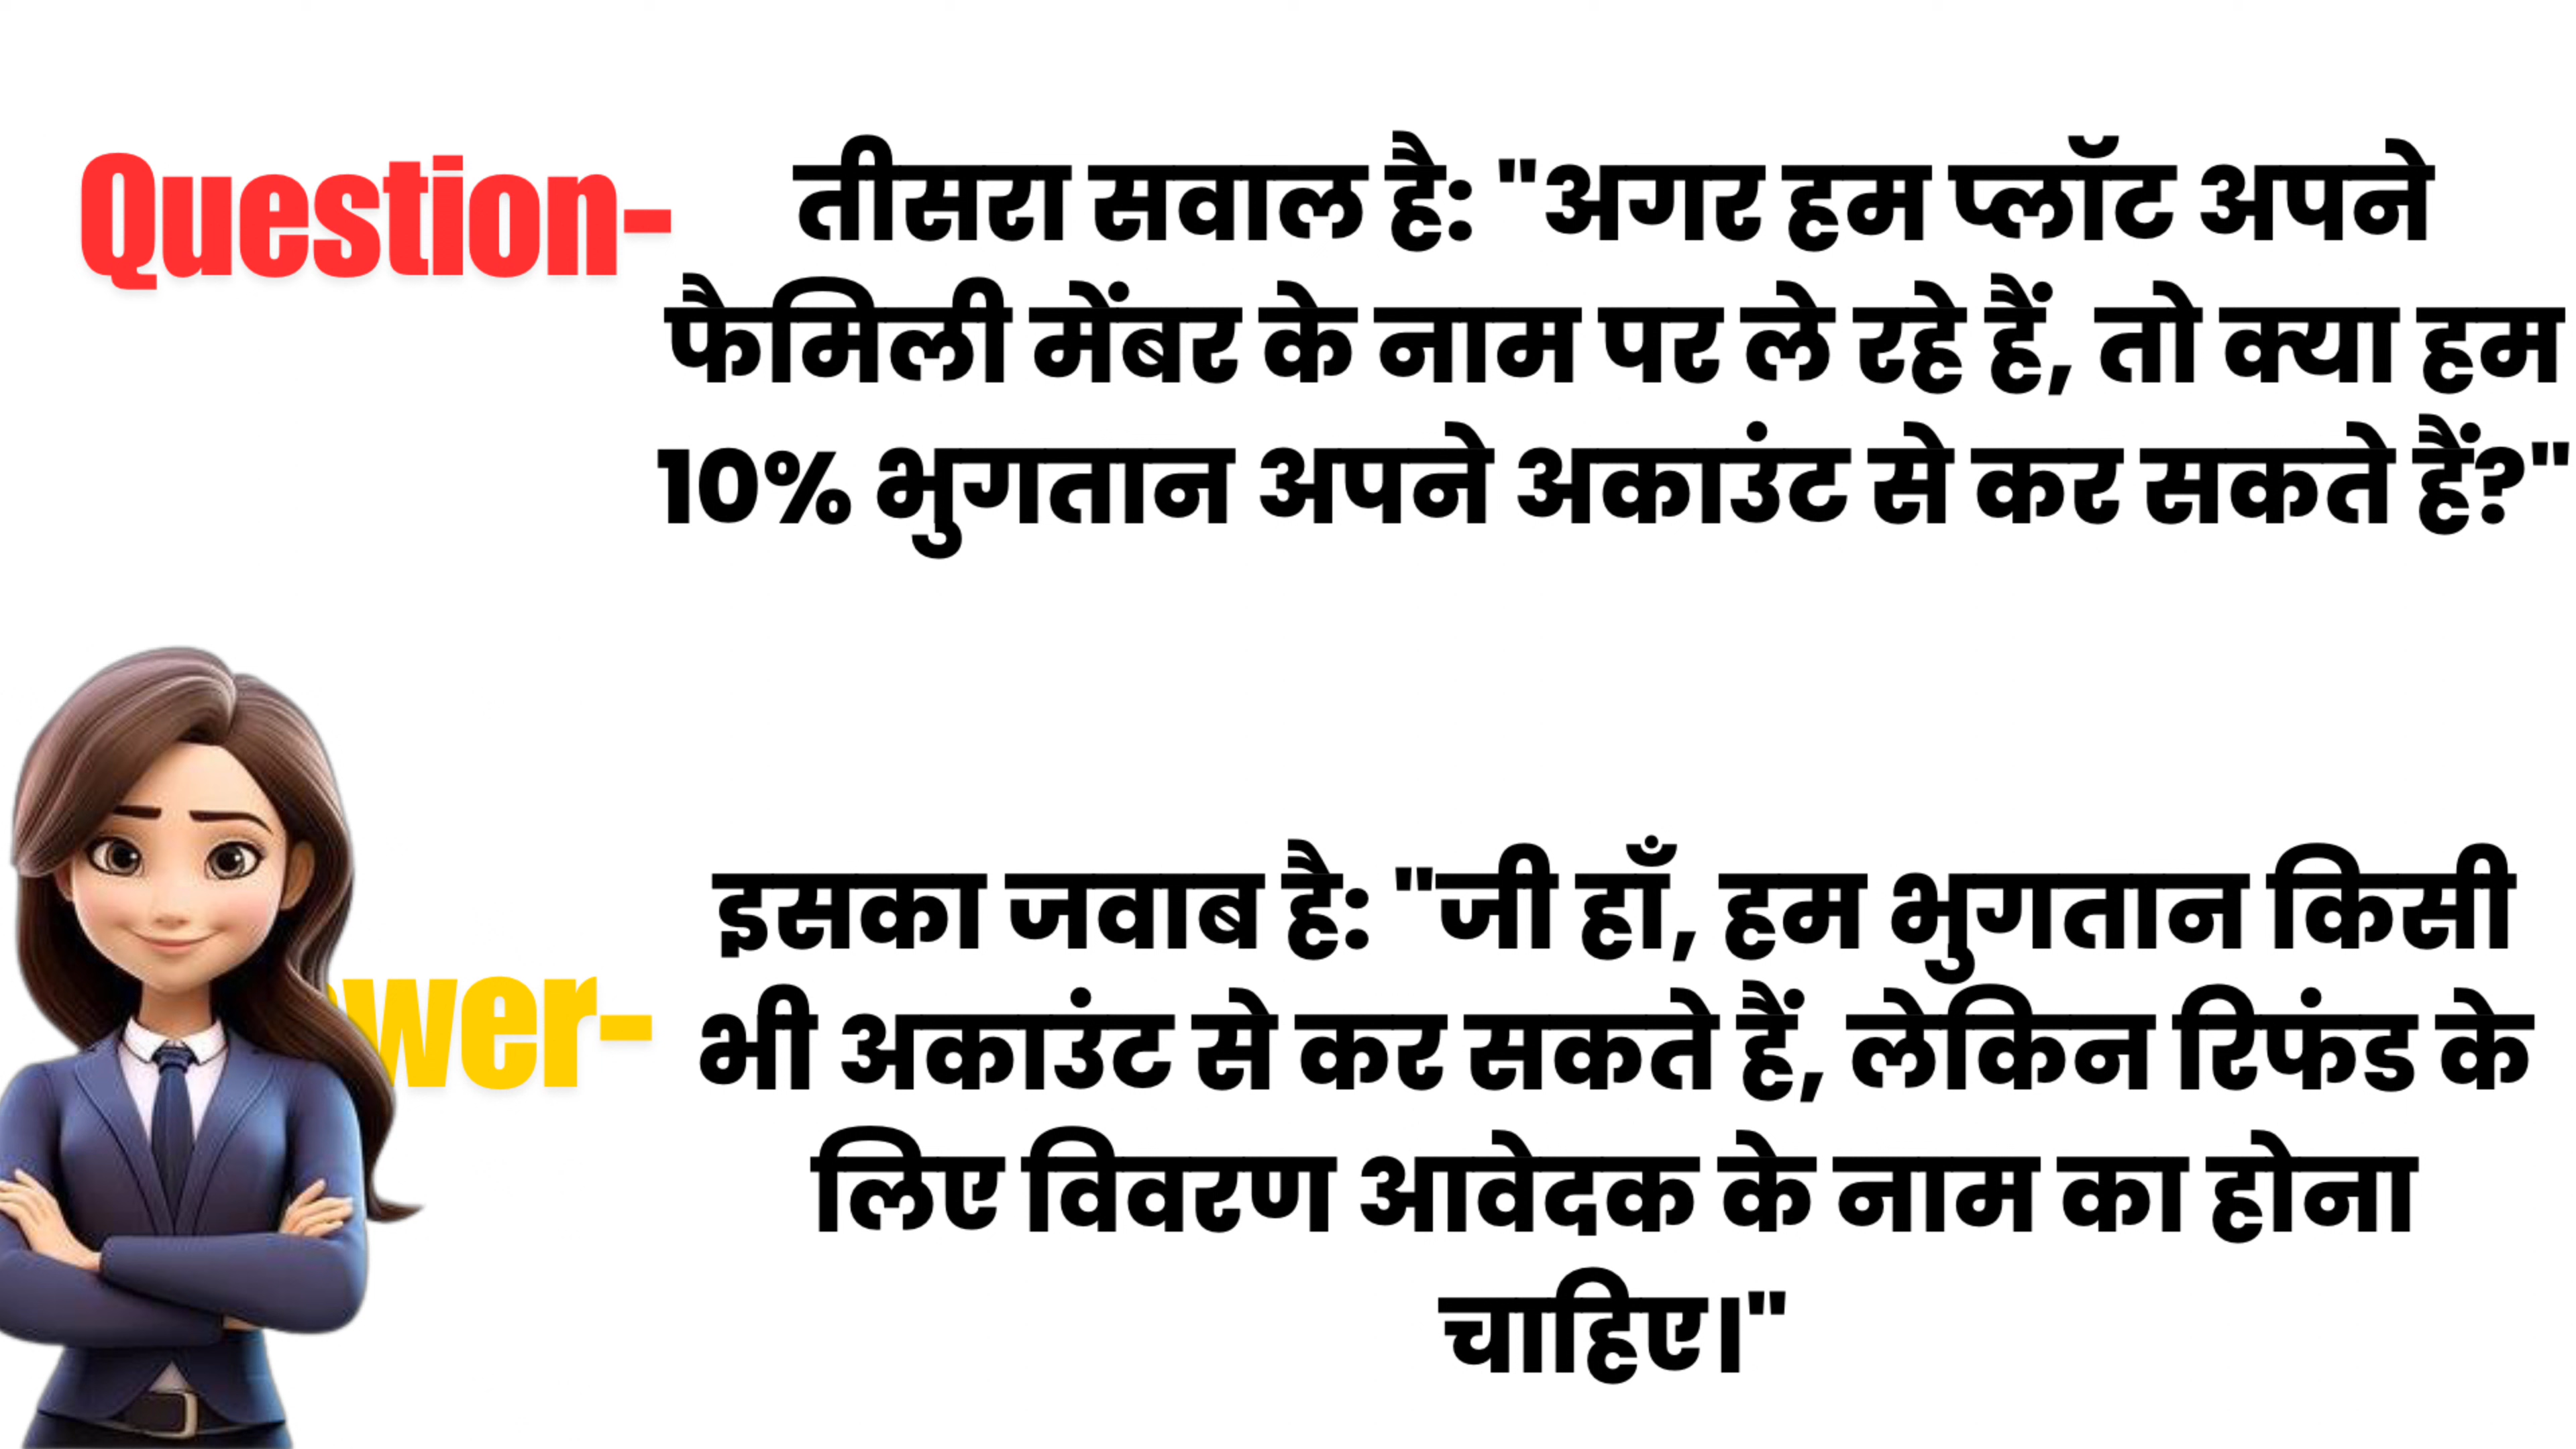 Question-
तीसरा सवाल है: "अगर हम प्लॉट अपने
फैमिली मेंबर के नाम पर ले रहे हैं, तो क्या हम
10% भुगतान अपने अकाउंट से कर सकते हैं?"
इसका जवाब है: "जी हाँ, हम भुगतान किसी
भी अकाउंट से कर सकते हैं, लेकिन रिफंड के
लिए विवरण आवेदक के नाम का होना
चाहिए।"